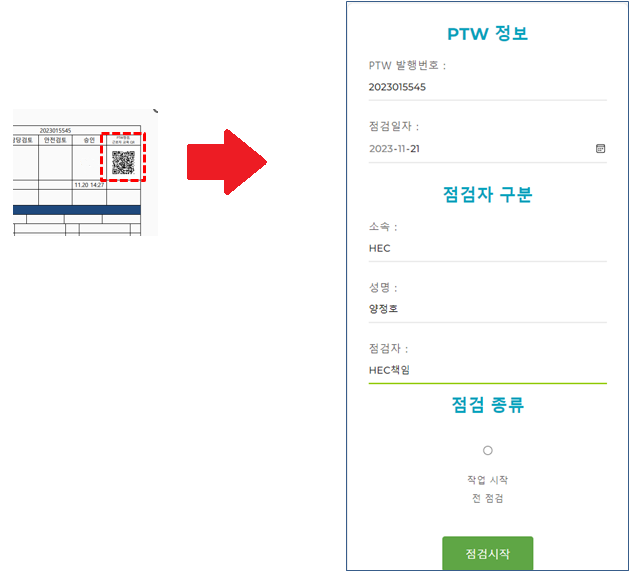 2023015545
담당검토 안전검토 승인
11.20 14:27
PTW 정보
PTW 발행번호 :
2023015545
점검일자 :
2023-11-21
점검자 구분
소속 :
HEC
성명 :
양정호
점검자 :
HEC책임
점검 종류
작업 시작
전 점검
점검시작